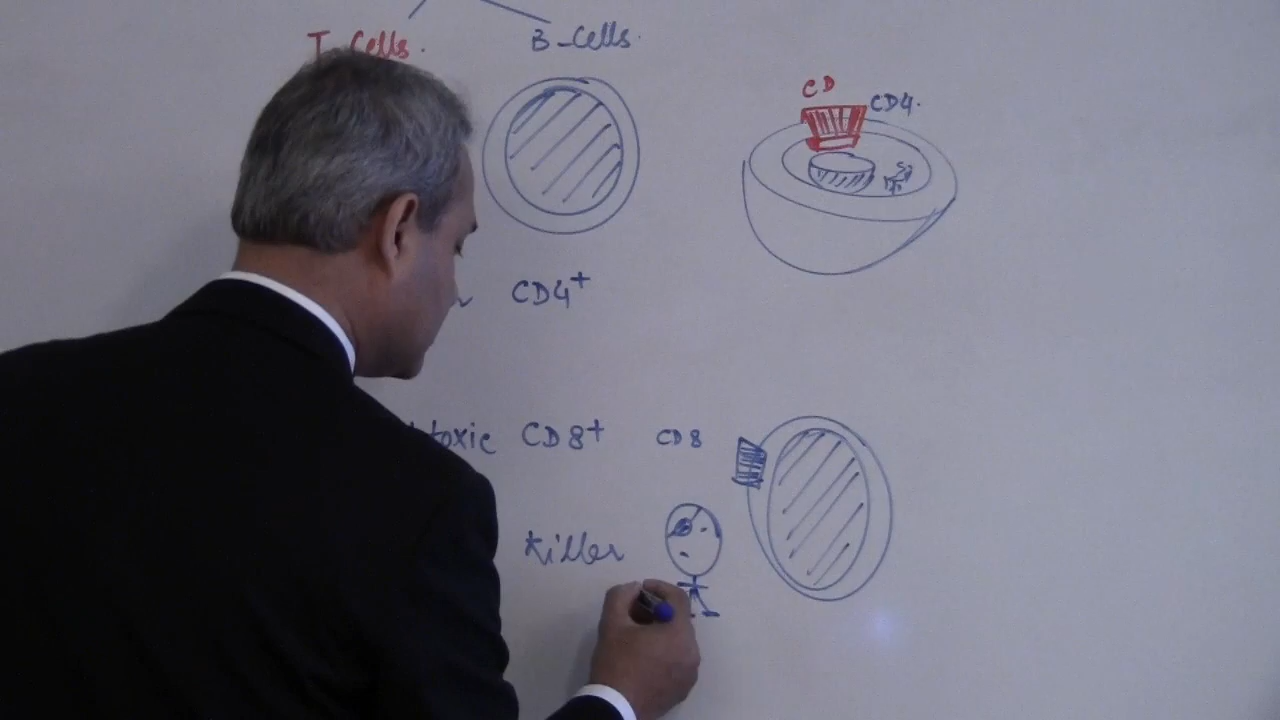 T-Cells. B-Cells.
CD
CD4.
CD4+
toxic CD8+ CD8
Killer